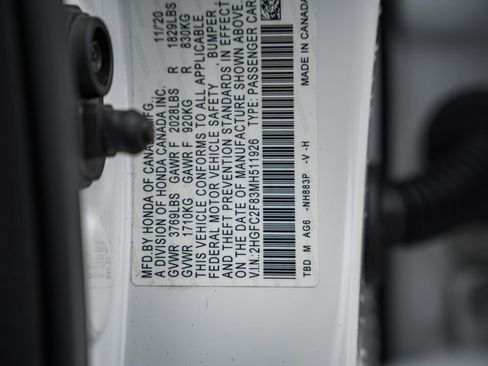 MFD.BY HONDA OF CANADA MFG. 11/20
A DIVISION OF HONDA CANADA INC.
GVWR 3769LBS GAWR F 2028LBS R 1829LBS
GVWR 1710KG GAWR F 920KG R 830KG
THIS VEHICLE CONFORMS TO ALL APPLICABLE
FEDERAL MOTOR VEHICLE SAFETY, BUMPER,
AND THEFT PREVENTION STANDARDS IN EFFECT
ON THE DATE OF MANUFACTURE SHOWN ABOVE.
V.I.N.:2HGFC2F83MH511926 TYPE: PASSENGER CAR
TBD M AG6 -NH883P -V -H MADE IN CANADA